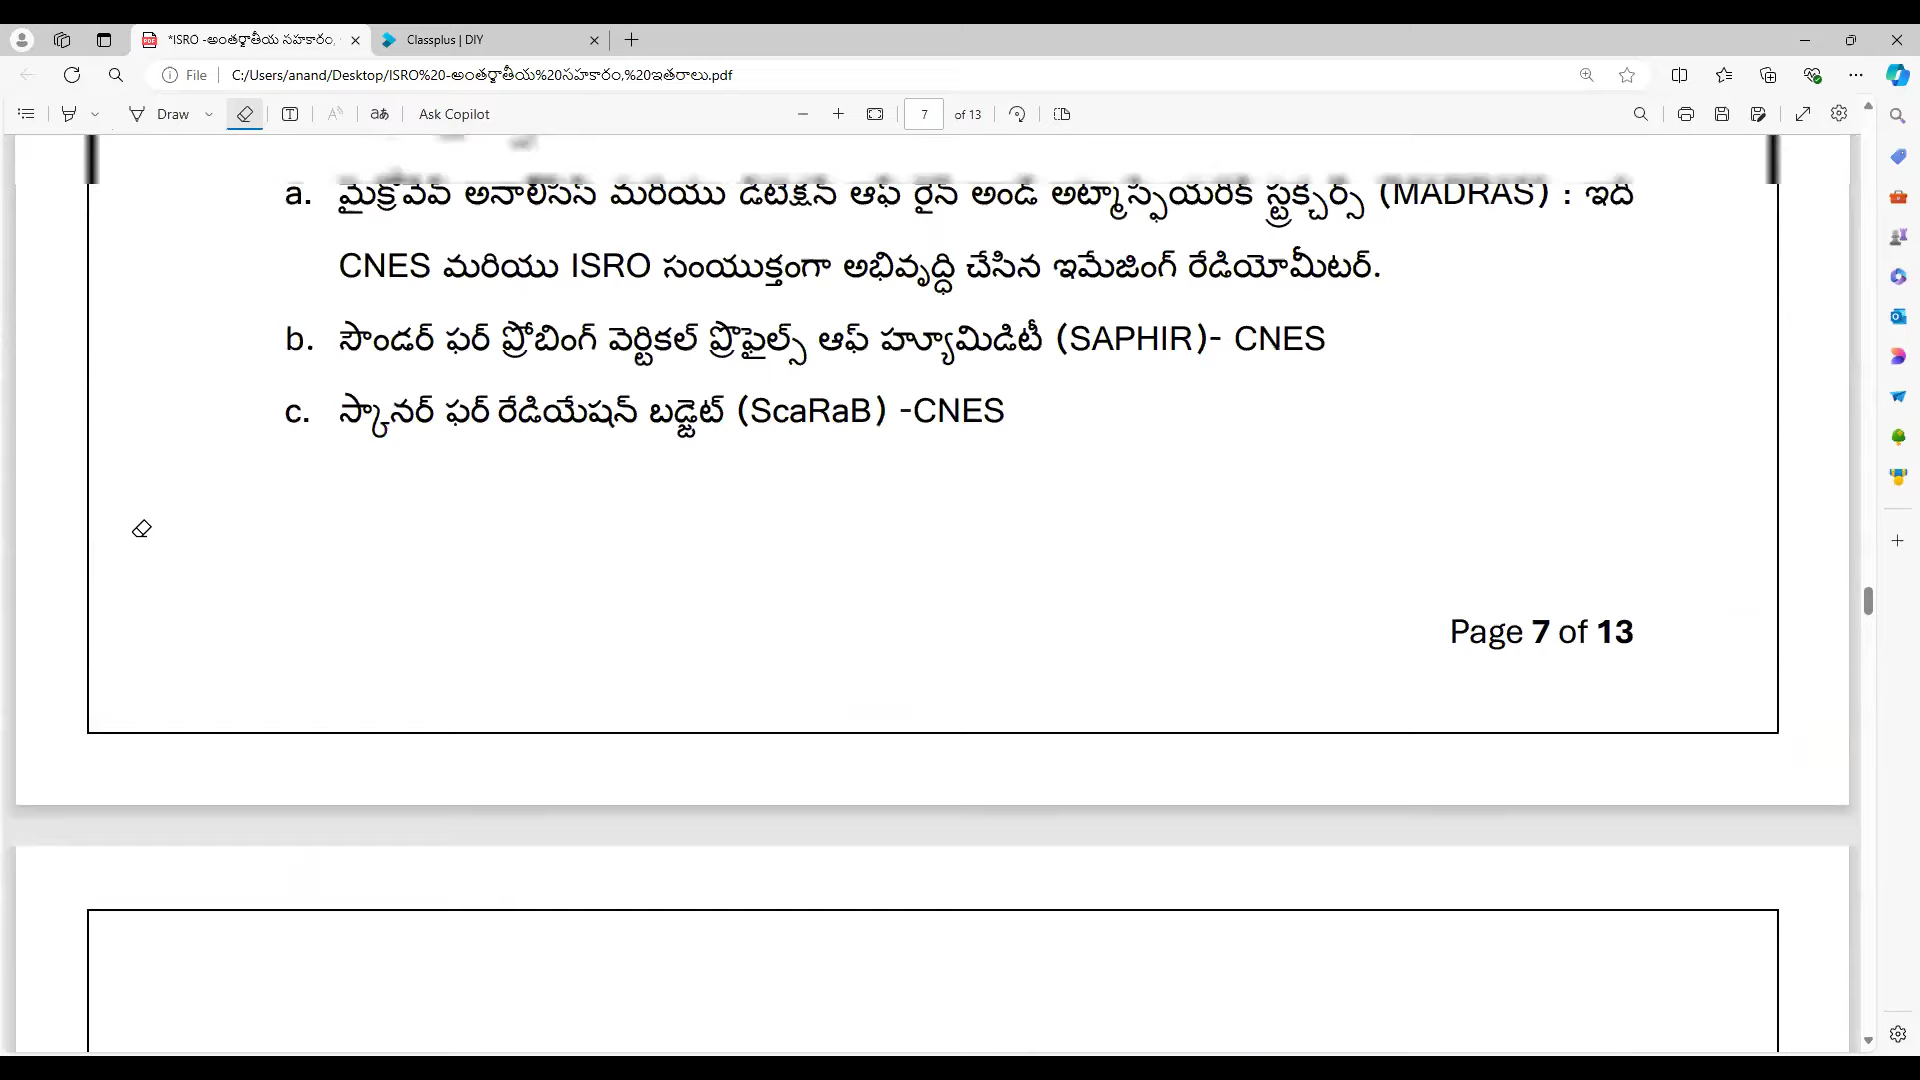 *ISRO -అంతర్జాతీయ సహకారం,
Classplus | DIY
File
C:/Users/anand/Desktop/ISRO%20-అంతర్జాతీయ%20సహకారం,%20ఇతరాలు.pdf
Draw
Ask Copilot
7 of 13
a. మైక్రోవేవ్ అనాలిసిస్ మరియు డిటెక్షన్ ఆఫ్ రైన్ అండ్ అట్మాస్ఫియరిక్ స్ట్రక్చర్స్ (MADRAS) : ఇది
CNES మరియు ISRO సంయుక్తంగా అభివృద్ధి చేసిన ఇమేజింగ్ రేడియోమీటర్.
b. సౌండర్ ఫర్ ప్రోబింగ్ వెర్టికల్ ప్రొఫైల్స్ ఆఫ్ హ్యూమిడిటీ (SAPHIR)- CNES
c. స్కానర్ ఫర్ రేడియేషన్ బడ్జెట్ (ScaRaB) -CNES
Page 7 of 13